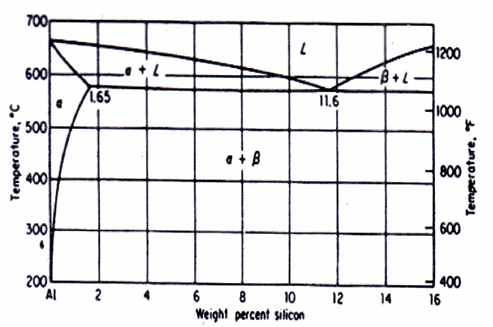 700
600
500
400
300
200
Temperature, °C
1200
1000
800
600
400
Temperature, °F
L
α + L
β + L
α
1.65
11.6
α + β
Al 2 4 6 8 10 12 14 16
Weight percent silicon